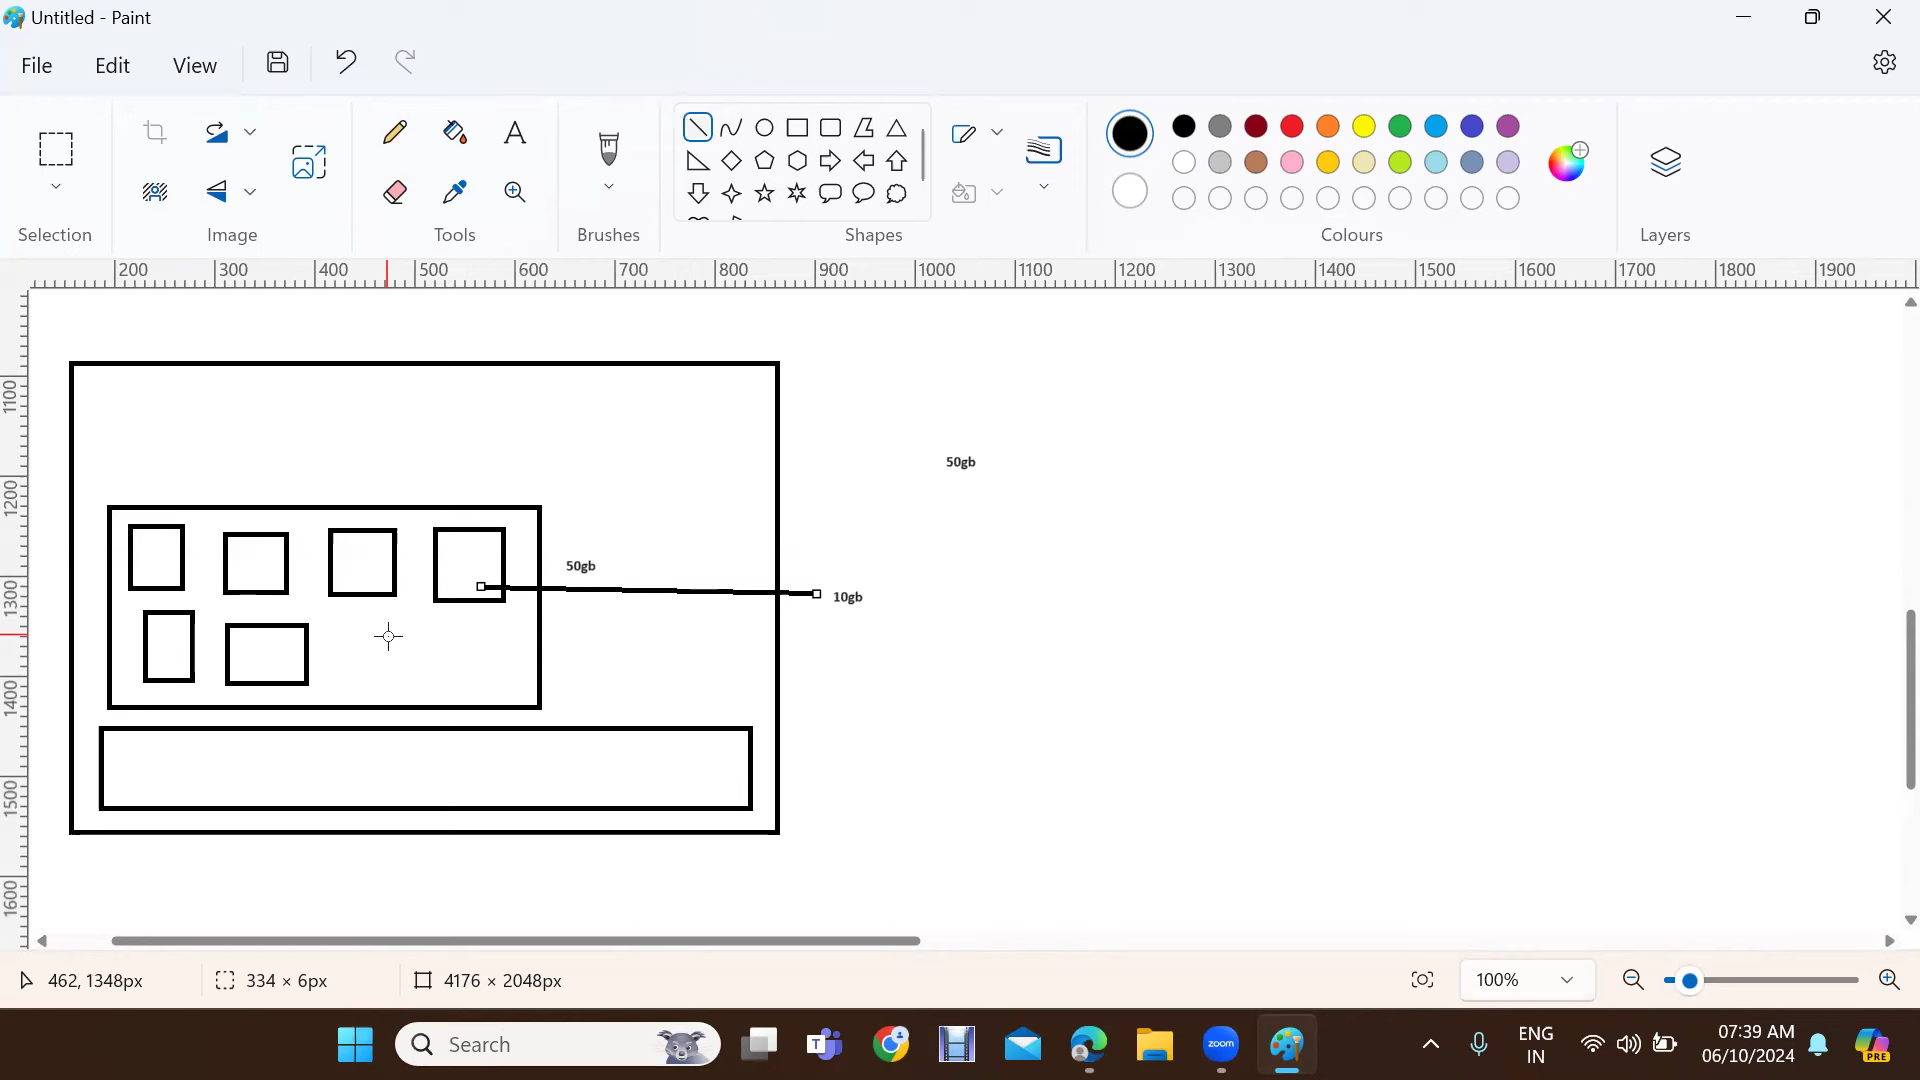 Untitled - Paint
File Edit View
Selection Image Tools Brushes Shapes Colours Layers
200 300 400 500 600 700 800 900 1000 1100 1200 1300 1400 1500 1600 1700 1800 1900
1100
1200
1300
1400
1500
1600
50gb
50gb
10gb
462, 1348px 334 × 6px 4176 × 2048px 100%
Search
T
zoom
ENG
IN
07:39 AM
06/10/2024
PRE